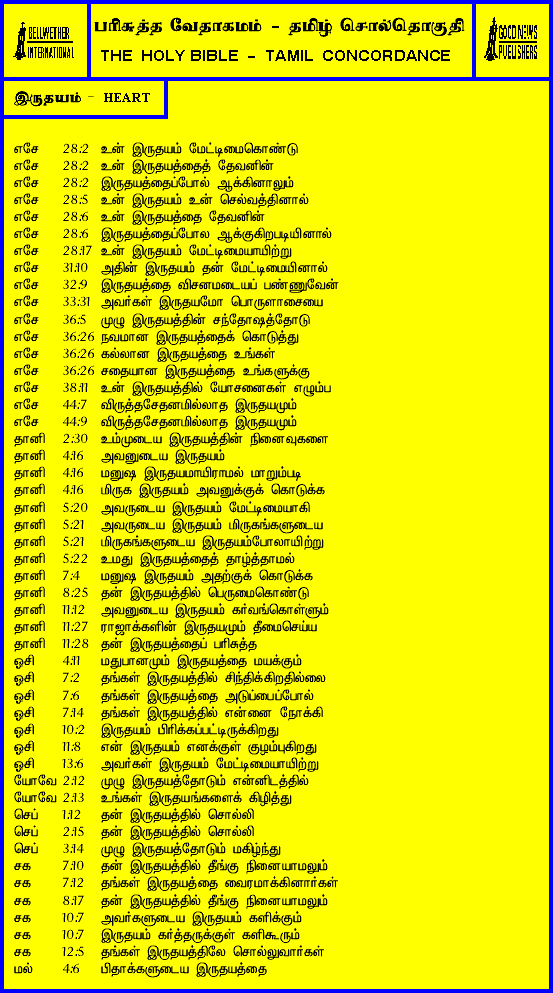 BELLWETHER
INTERNATIONAL
பரிசுத்த வேதாகமம் - தமிழ் சொல்தொகுதி
THE HOLY BIBLE - TAMIL CONCORDANCE
GOOD NEWS
PUBLISHERS
இருதயம் - HEART
எசே 28:2 உன் இருதயம் மேட்டிமைகொண்டு
எசே 28:2 உன் இருதயத்தைத் தேவனின்
எசே 28:2 இருதயத்தைப்போல் ஆக்கினாலும்
எசே 28:5 உன் இருதயம் உன் செல்வத்தினால்
எசே 28:6 உன் இருதயத்தை தேவனின்
எசே 28:6 இருதயத்தைப்போல ஆக்குகிறபடியினால்
எசே 28:17 உன் இருதயம் மேட்டிமையாயிற்று
எசே 31:10 அதின் இருதயம் தன் மேட்டிமையினால்
எசே 32:9 இருதயத்தை விசனமடையப் பண்ணுவேன்
எசே 33:31 அவர்கள் இருதயமோ பொருளாசையை
எசே 36:5 முழு இருதயத்தின் சந்தோஷத்தோடு
எசே 36:26 நவமான இருதயத்தைக் கொடுத்து
எசே 36:26 கல்லான இருதயத்தை உங்கள்
எசே 36:26 சதையான இருதயத்தை உங்களுக்கு
எசே 38:11 உன் இருதயத்தில் யோசனைகள் எழும்ப
எசே 44:7 விருத்தசேதனமில்லாத இருதயமும்
எசே 44:9 விருத்தசேதனமில்லாத இருதயமும்
தானி 2:30 உம்முடைய இருதயத்தின் நினைவுகளை
தானி 4:16 அவனுடைய இருதயம்
தானி 4:16 மனுஷ இருதயமாயிராமல் மாறும்படி
தானி 4:16 மிருக இருதயம் அவனுக்குக் கொடுக்க
தானி 5:20 அவருடைய இருதயம் மேட்டிமையாகி
தானி 5:21 அவருடைய இருதயம் மிருகங்களுடைய
தானி 5:21 மிருகங்களுடைய இருதயம்போலாயிற்று
தானி 5:22 உமது இருதயத்தைத் தாழ்த்தாமல்
தானி 7:4 மனுஷ இருதயம் அதற்குக் கொடுக்க
தானி 8:25 தன் இருதயத்தில் பெருமைகொண்டு
தானி 11:12 அவனுடைய இருதயம் கர்வங்கொள்ளும்
தானி 11:27 ராஜாக்களின் இருதயமும் தீமைசெய்ய
தானி 11:28 தன் இருதயத்தைப் பரிசுத்த
ஓசி 4:11 மதுபானமும் இருதயத்தை மயக்கும்
ஓசி 7:2 தங்கள் இருதயத்தில் சிந்திக்கிறதில்லை
ஓசி 7:6 தங்கள் இருதயத்தை அடுப்பைப்போல்
ஓசி 7:14 தங்கள் இருதயத்தில் என்னை நோக்கி
ஓசி 10:2 இருதயம் பிரிக்கப்பட்டிருக்கிறது
ஓசி 11:8 என் இருதயம் எனக்குள் குழம்புகிறது
ஓசி 13:6 அவர்கள் இருதயம் மேட்டிமையாயிற்று
யோவே 2:12 முழு இருதயத்தோடும் என்னிடத்தில்
யோவே 2:13 உங்கள் இருதயங்களைக் கிழித்து
செப் 1:12 தன் இருதயத்தில் சொல்லி
செப் 2:15 தன் இருதயத்தில் சொல்லி
செப் 3:14 முழு இருதயத்தோடும் மகிழ்ந்து
சக 7:10 தன் இருதயத்தில் தீங்கு நினையாமலும்
சக 7:12 தங்கள் இருதயத்தை வைரமாக்கினார்கள்
சக 8:17 தன் இருதயத்தில் தீங்கு நினையாமலும்
சக 10:7 அவர்களுடைய இருதயம் களிக்கும்
சக 10:7 இருதயம் கர்த்தருக்குள் களிகூரும்
சக 12:5 தங்கள் இருதயத்திலே சொல்லுவார்கள்
மல் 4:6 பிதாக்களுடைய இருதயத்தை